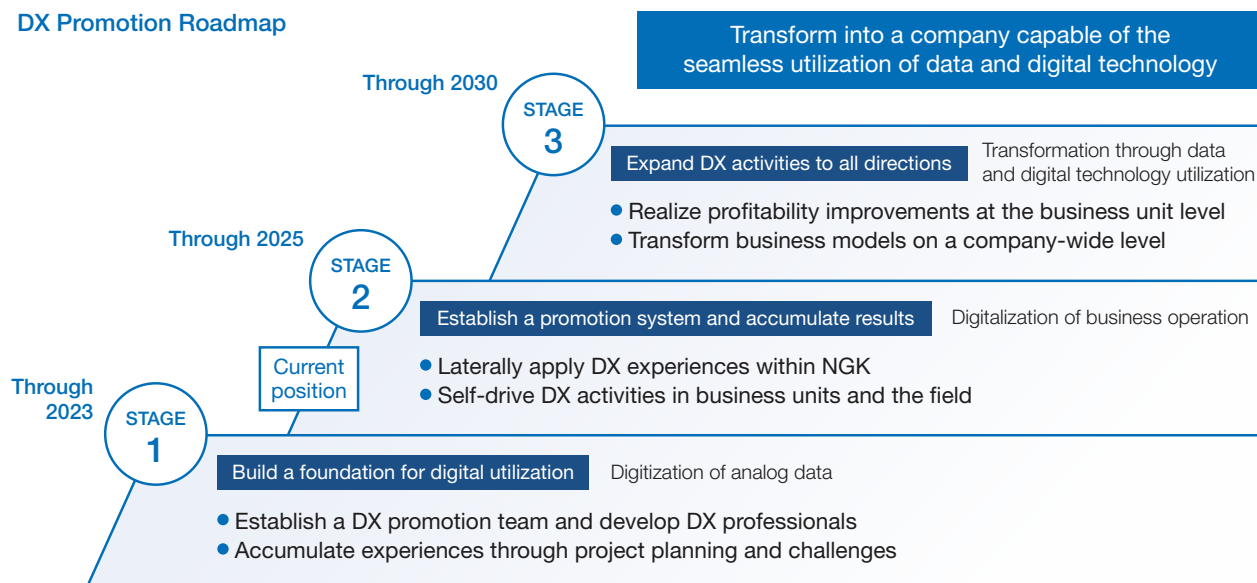 DX Promotion Roadmap
Transform into a company capable of the
seamless utilization of data and digital technology
Through 2030
STAGE
3
Expand DX activities to all directions
Transformation through data
and digital technology utilization
● Realize profitability improvements at the business unit level
● Transform business models on a company-wide level
Through 2025
STAGE
2
Establish a promotion system and accumulate results
Digitalization of business operation
● Laterally apply DX experiences within NGK
● Self-drive DX activities in business units and the field
Current
position
Through
2023
STAGE
1
Build a foundation for digital utilization
Digitization of analog data
● Establish a DX promotion team and develop DX professionals
● Accumulate experiences through project planning and challenges